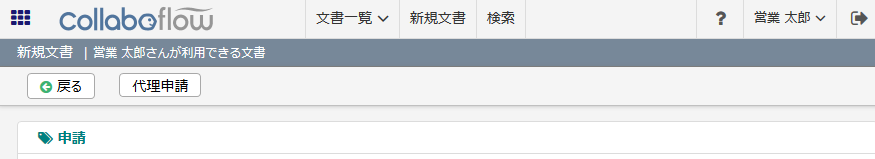 collaboflow 文書一覧 新規文書 検索 ? 営業 太郎
新規文書 | 営業 太郎さんが利用できる文書
戻る 代理申請
申請